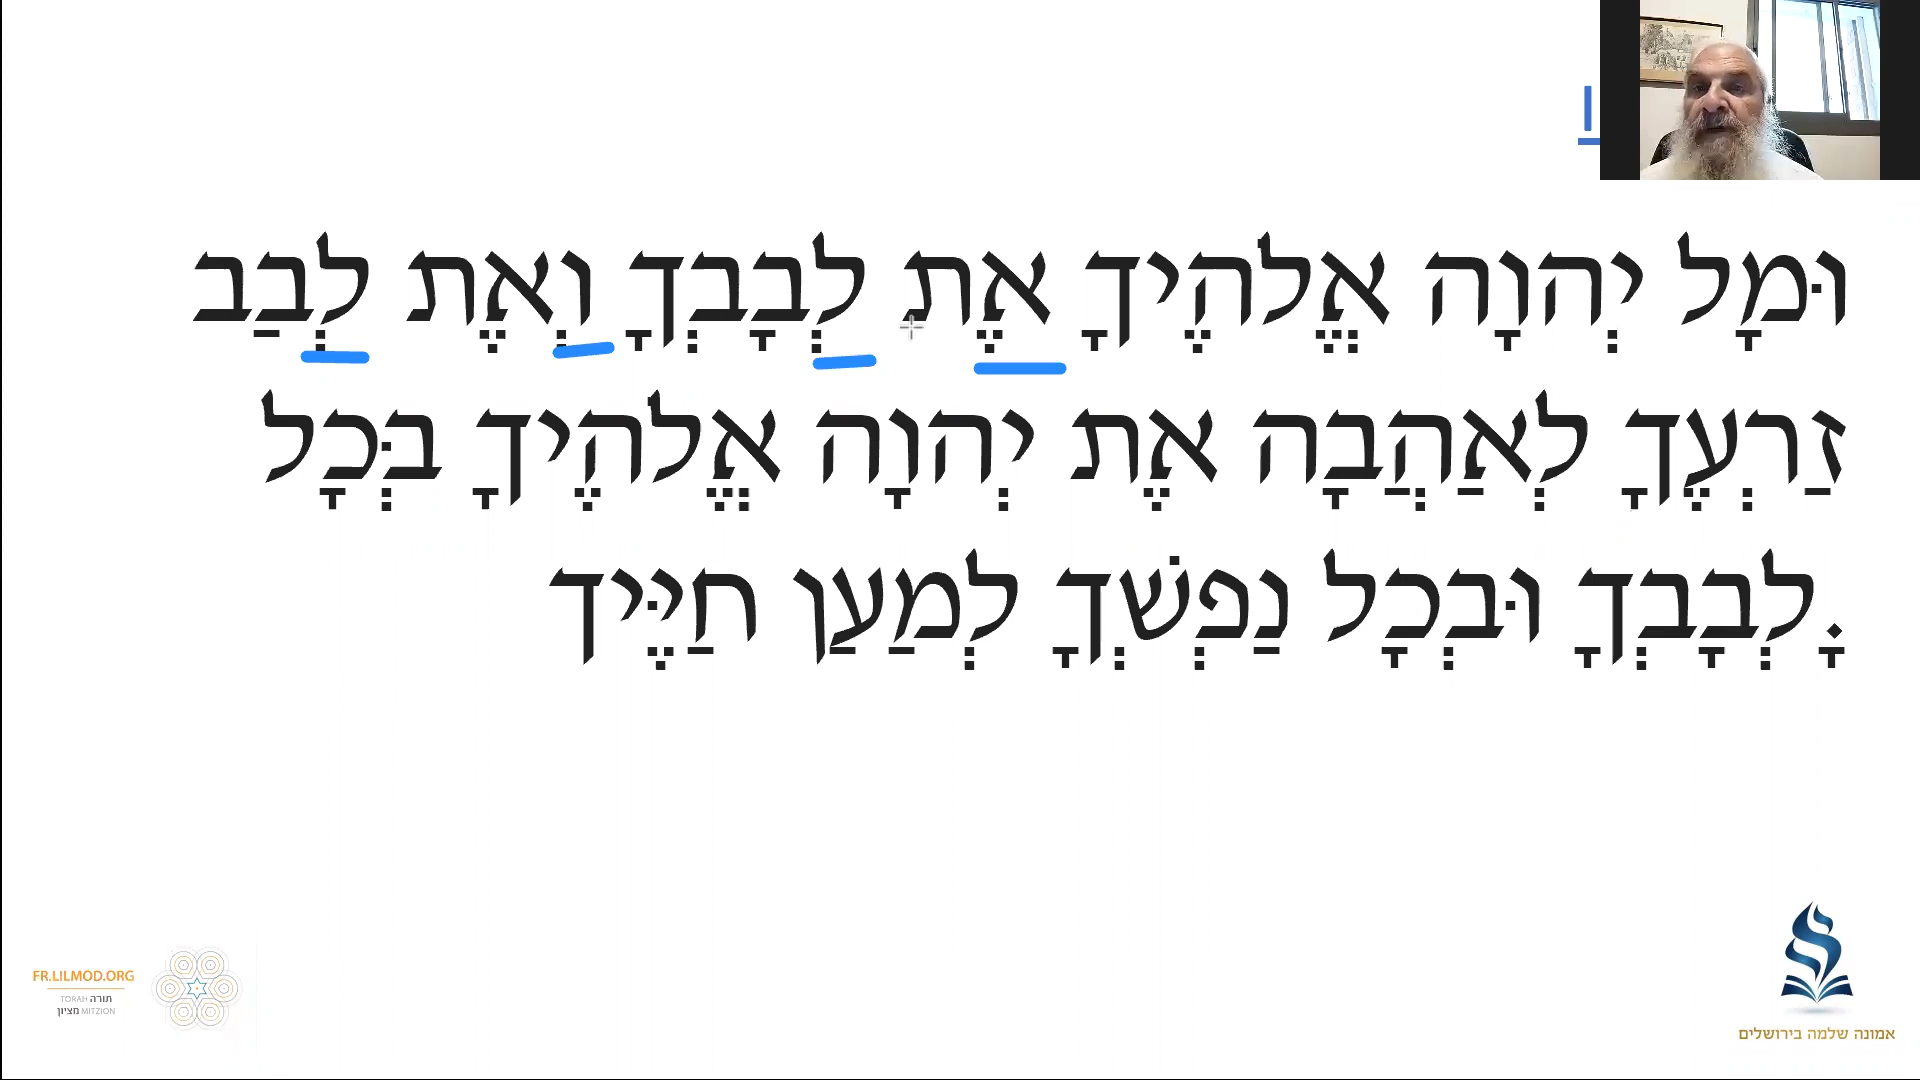 וּמָל יְהוָה אֱלֹהֶיךָ אֶת לְבָבְךָ וְאֶת לְבַב
זַרְעֶךָ לְאַהֲבָה אֶת יְהוָה אֱלֹהֶיךָ בְּכָל
לְבָבְךָ וּבְכָל נַפְשְׁךָ לְמַעַן חַיֶּיךָ.
FR.LILMOD.ORG
TORAH תורה
מציון MITZION
אמונה שלמה בירושלים